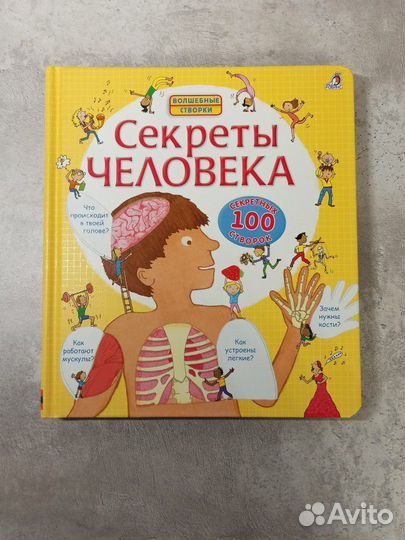 ВОЛШЕБНЫЕ
СТВОРКИ
Секреты
ЧЕЛОВЕКА
СЕКРЕТНЫХ
100
СТВОРОК
Что
происходит
в твоей
голове?
Зачем
нужны
кости?
Как
работают
мускулы?
Как
устроены
лёгкие?
Avito